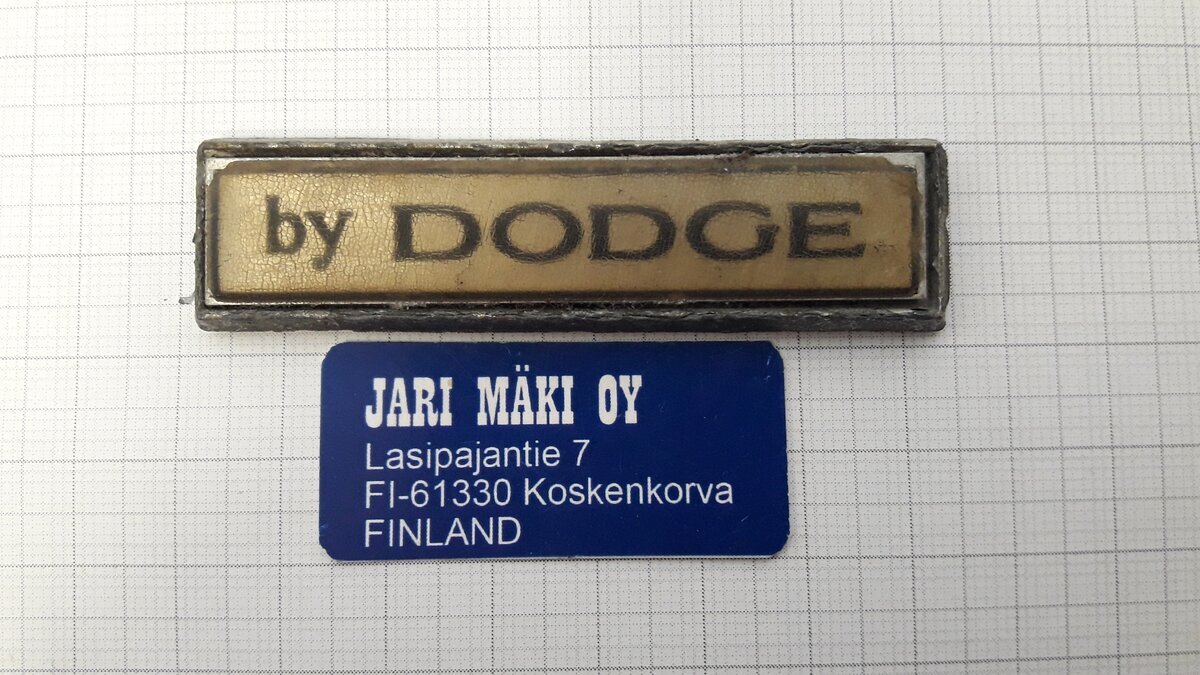 by DODGE
JARI MÄKI OY
Lasipajantie 7
FI-61330 Koskenkorva
FINLAND